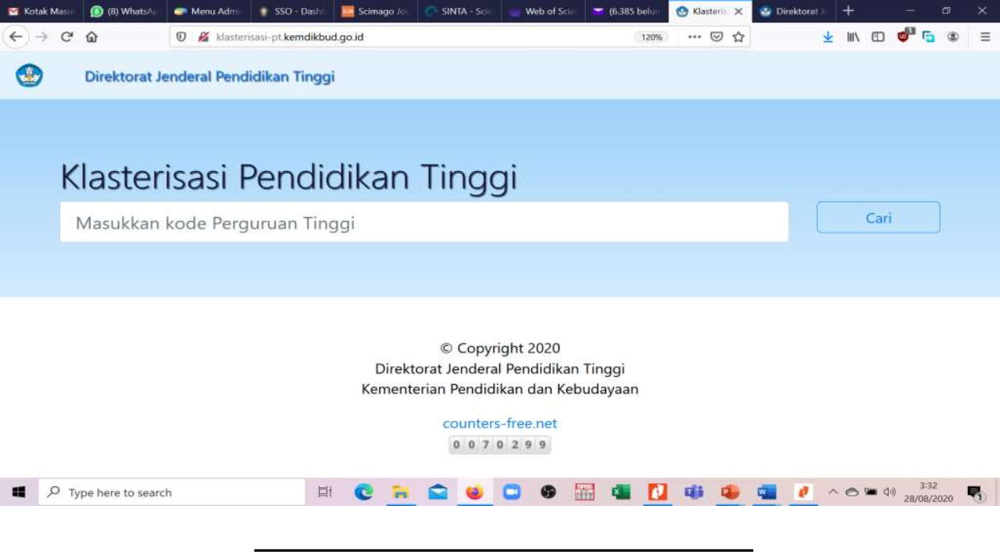 Kotak Masu
(8) WhatsAp
Menu Admi
SSO - Dash
Scimago Jo
SINTA - Scie
Web of Scie
(6.385 belum
Klasteris
Direktorat J
klasterisasi-pt.kemdikbud.go.id
120%
Direktorat Jenderal Pendidikan Tinggi
Klasterisasi Pendidikan Tinggi
Masukkan kode Perguruan Tinggi
Cari
© Copyright 2020
Direktorat Jenderal Pendidikan Tinggi
Kementerian Pendidikan dan Kebudayaan
counters-free.net
0070299
Type here to search
3:32
28/08/2020